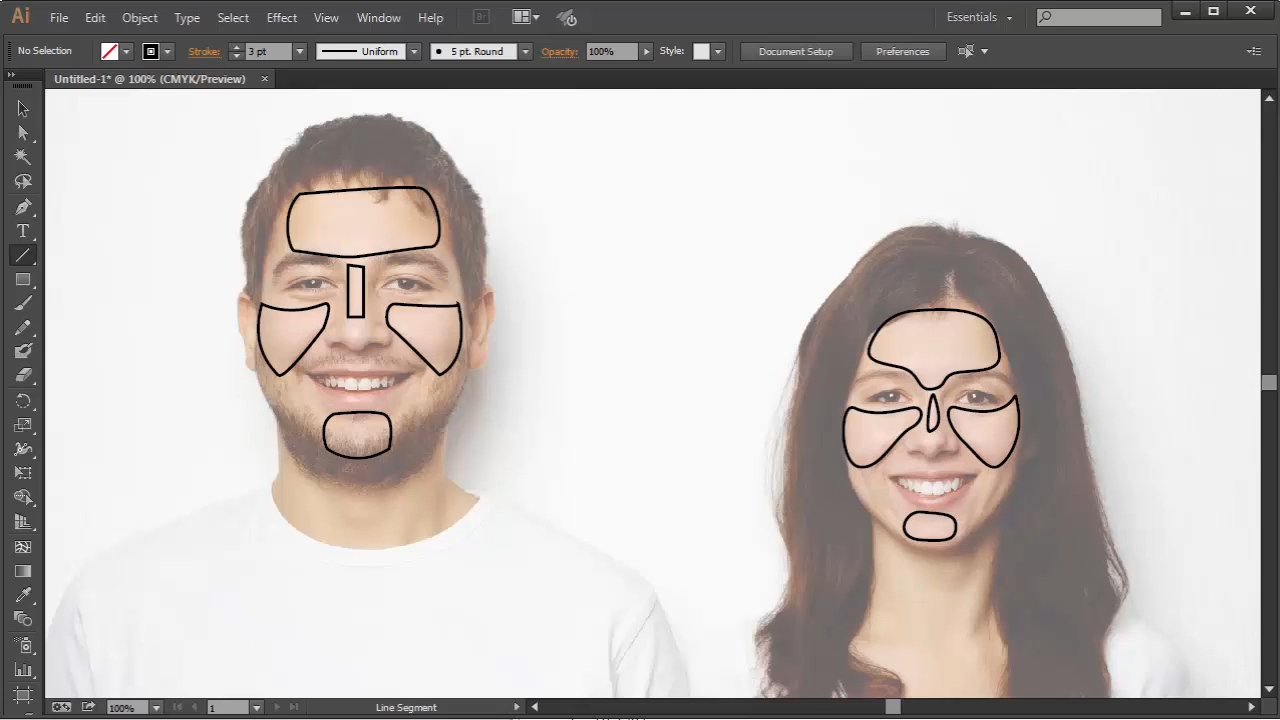 Ai File Edit Object Type Select Effect View Window Help Br Essentials
No Selection Stroke: 3 pt Uniform 5 pt. Round Opacity: 100% Style: Document Setup Preferences
Untitled-1* @ 100% (CMYK/Preview)
T
100% 1 Line Segment